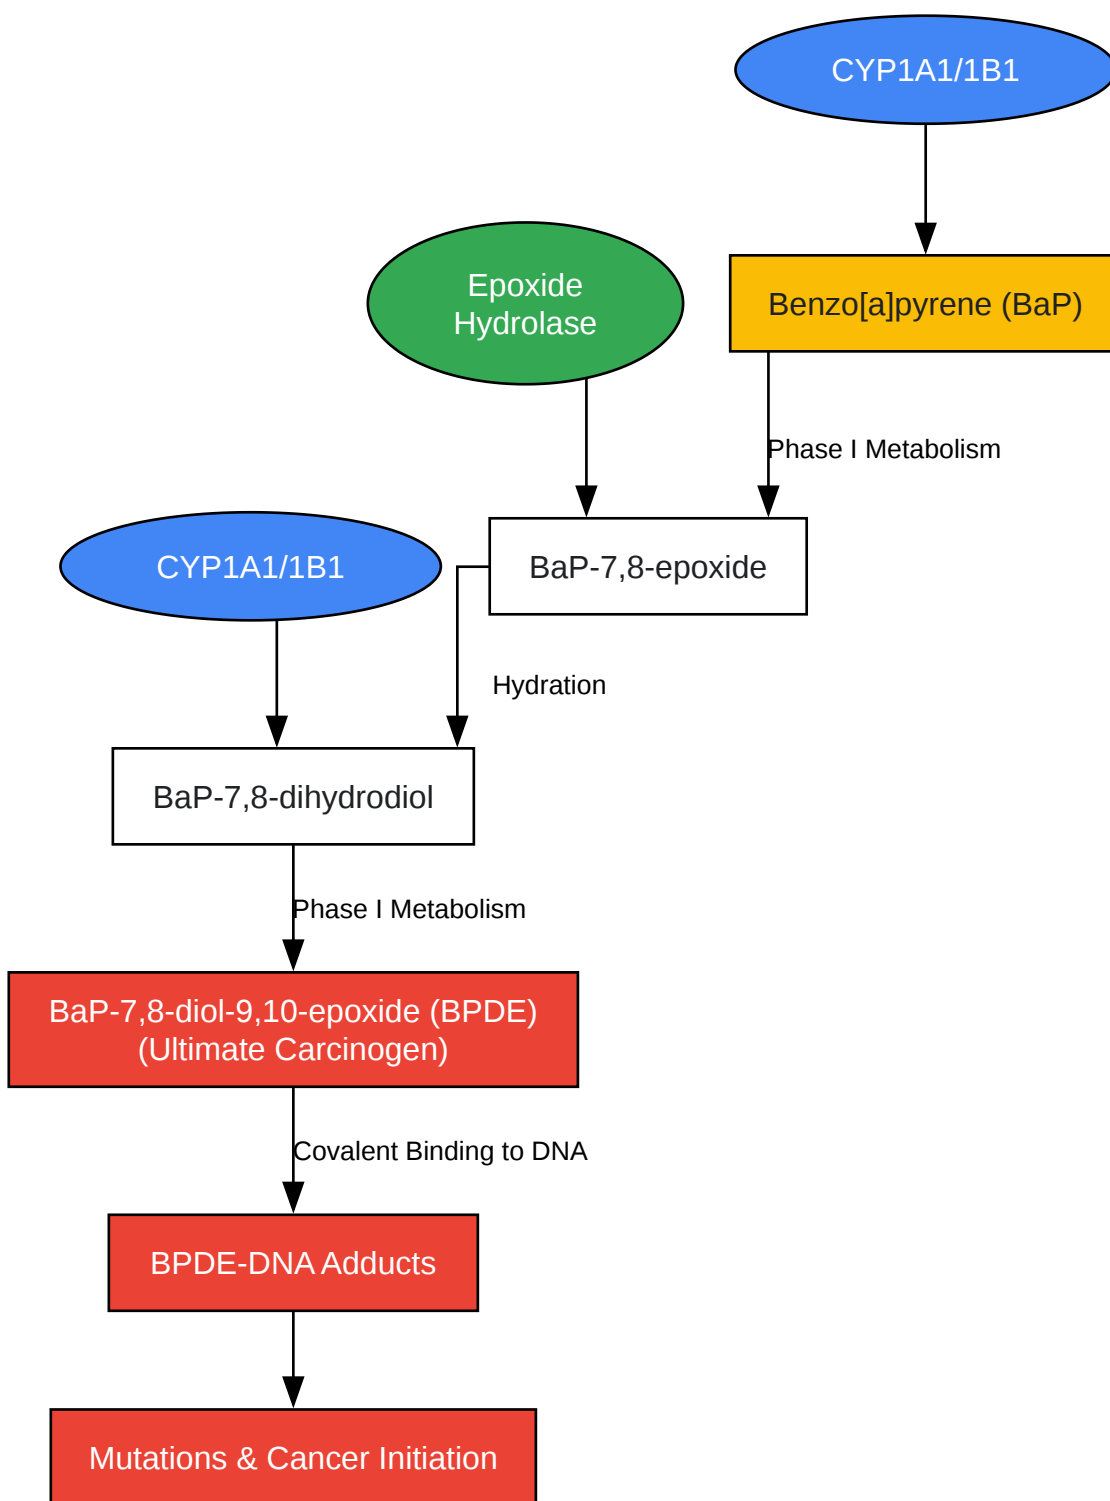 CYP1A1/1B1
Epoxide
Hydrolase
Benzo[a]pyrene (BaP)
Phase I Metabolism
CYP1A1/1B1
BaP-7,8-epoxide
Hydration
BaP-7,8-dihydrodiol
Phase I Metabolism
BaP-7,8-diol-9,10-epoxide (BPDE)
(Ultimate Carcinogen)
Covalent Binding to DNA
BPDE-DNA Adducts
Mutations & Cancer Initiation